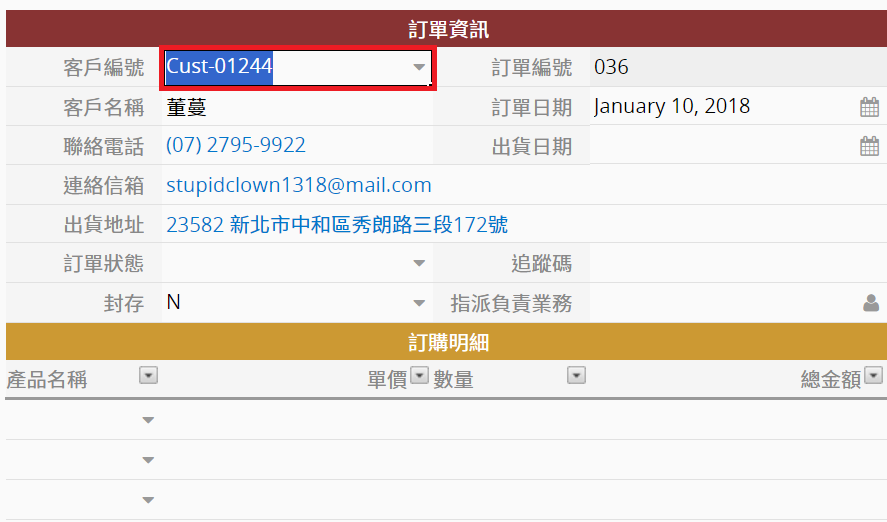 訂單資訊
客戶編號 Cust-01244 訂單編號 036
客戶名稱 董蔓 訂單日期 January 10, 2018
聯絡電話 (07) 2795-9922 出貨日期
連絡信箱 stupidclown1318@mail.com
出貨地址 23582 新北市中和區秀朗路三段172號
訂單狀態 追蹤碼
封存 N 指派負責業務
訂購明細
產品名稱 單價 數量 總金額